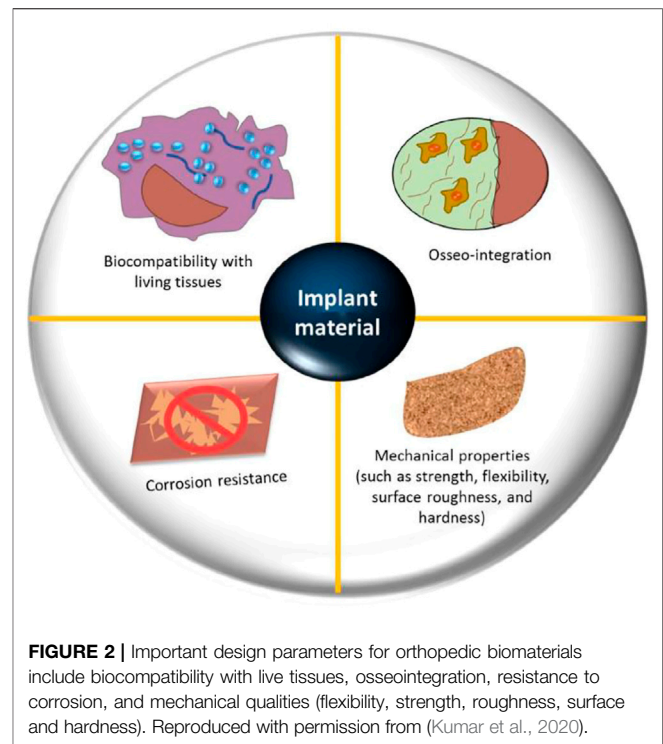 Biocompatibility with
living tissues
Osseo-integration
Implant
material
Corrosion resistance
Mechanical properties
(such as strength, flexibility,
surface roughness, and
hardness)
FIGURE 2 | Important design parameters for orthopedic biomaterials
include biocompatibility with live tissues, osseointegration, resistance to
corrosion, and mechanical qualities (flexibility, strength, roughness, surface
and hardness). Reproduced with permission from (Kumar et al., 2020).